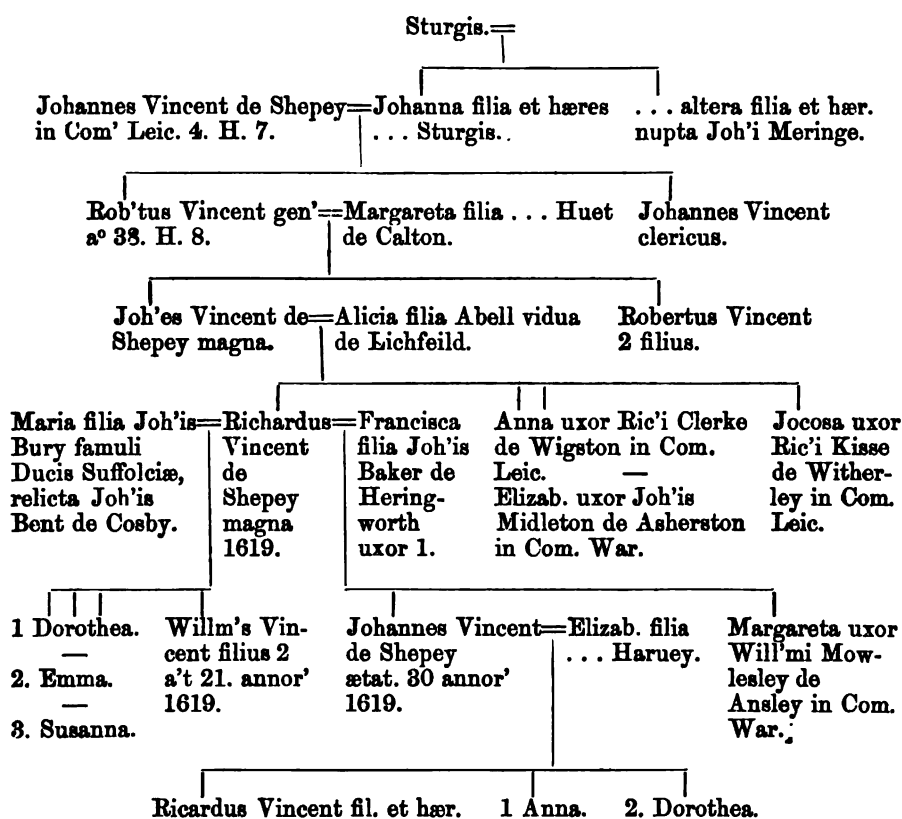 Sturgis.=
Johannes Vincent de Shepey=Johanna filia et hæres
in Com' Leic. 4. H. 7.
. . . Sturgis.
. . . altera filia et hær.
nupta Joh'i Meringe.
Rob'tus Vincent gen'=Margareta filia . . . Huet
aº 38. H. 8.
de Calton.
Johannes Vincent
clericus.
Joh'es Vincent de=Alicia filia Abell vidua
Shepey magna.
de Lichfeild.
Robertus Vincent
2 filius.
Maria filia Joh'is=Richardus=Francisca
Bury famuli
Ducis Suffolciæ,
relicta Joh'is
Bent de Cosby.
Vincent
de
Shepey
magna
1619.
filia Joh'is
Baker de
Hering-
worth
uxor 1.
Anna uxor Ric'i Clerke
de Wigston in Com.
Leic. —
Elizab. uxor Joh'is
Midleton de Asherston
in Com. War.
Jocosa uxor
Ric'i Kisse
de Wither-
ley in Com.
Leic.
1 Dorothea.
—
2. Emma.
—
3. Susanna.
Willm's Vin-
cent filius 2
a't 21. annor'
1619.
Johannes Vincent=Elizab. filia
de Shepey
ætat. 30 annor'
1619.
. . . Haruey.
Margareta uxor
Will'mi Mow-
lesley de
Ansley in Com.
War.
Ricardus Vincent fil. et hær.
1 Anna.
2. Dorothea.